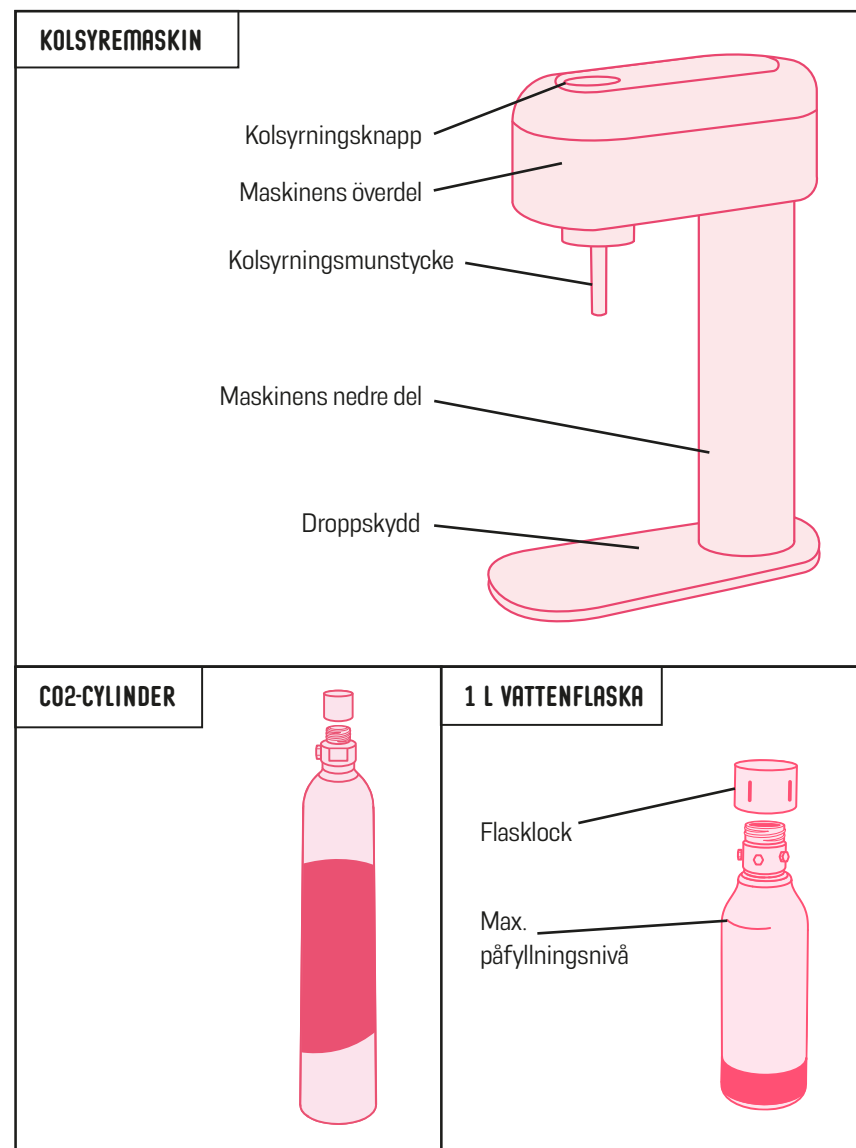 KOLSYREMASKIN
Kolsyrningsknapp
Maskinens överdel
Kolsyrningsmunstycke
Maskinens nedre del
Droppskydd
CO2-CYLINDER
1 L VATTENFLASKA
Flasklock
Max.
påfyllningsnivå